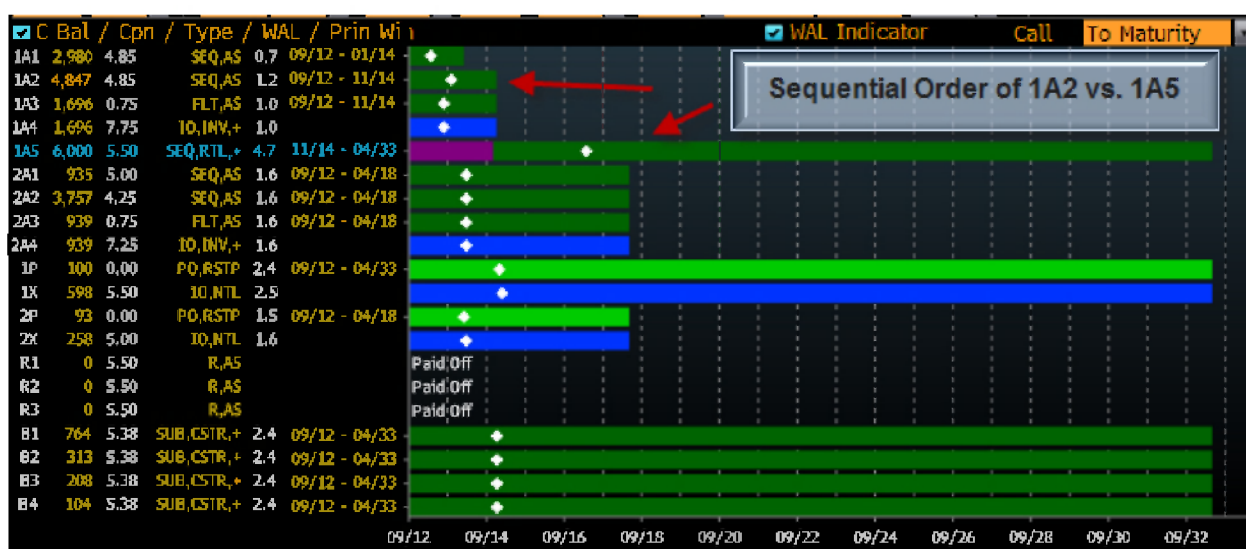 C Bal / Cpn / Type / WAL / Prin Wi WAL Indicator Call To Maturity
1A1 2,980 4.85 SEQ,AS 0.7 09/12 - 01/14
1A2 4,847 4.85 SEQ,AS 1.2 09/12 - 11/14
Sequential Order of 1A2 vs. 1A5
1A3 1,696 0.75 FLT,AS 1.0 09/12 - 11/14
1A4 1,696 7.75 IO,INV,+ 1.0
1A5 6,000 5.50 SEQ,RTL,+ 4.7 11/14 - 04/33
2A1 935 5.00 SEQ,AS 1.6 09/12 - 04/18
2A2 3,757 4.25 SEQ,AS 1.6 09/12 - 04/18
2A3 939 0.75 FLT,AS 1.6 09/12 - 04/18
2A4 939 7.25 IO,INV,+ 1.6
1P 100 0.00 PO,RSTP 2.4 09/12 - 04/33
1X 598 5.50 IO,NTL 2.5
2P 93 0.00 PO,RSTP 1.5 09/12 - 04/18
2X 258 5.00 IO,NTL 1.6
R1 0 5.50 R,AS Paid Off
R2 0 5.50 R,AS Paid Off
R3 0 5.50 R,AS Paid Off
B1 764 5.38 SUB,CSTR,+ 2.4 09/12 - 04/33
B2 313 5.38 SUB,CSTR,+ 2.4 09/12 - 04/33
B3 208 5.38 SUB,CSTR,+ 2.4 09/12 - 04/33
B4 104 5.38 SUB,CSTR,+ 2.4 09/12 - 04/33
09/12 09/14 09/16 09/18 09/20 09/22 09/24 09/26 09/28 09/30 09/32